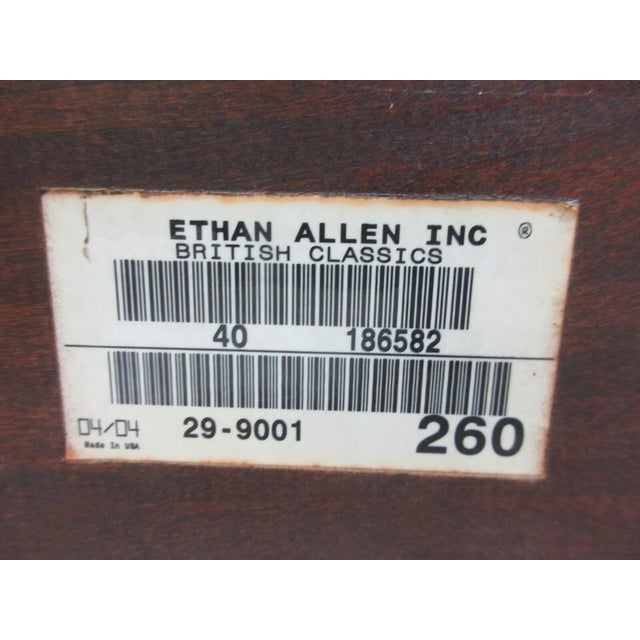 ETHAN ALLEN INC ®
BRITISH CLASSICS
40 186582
04/04 29-9001 260
Made In USA